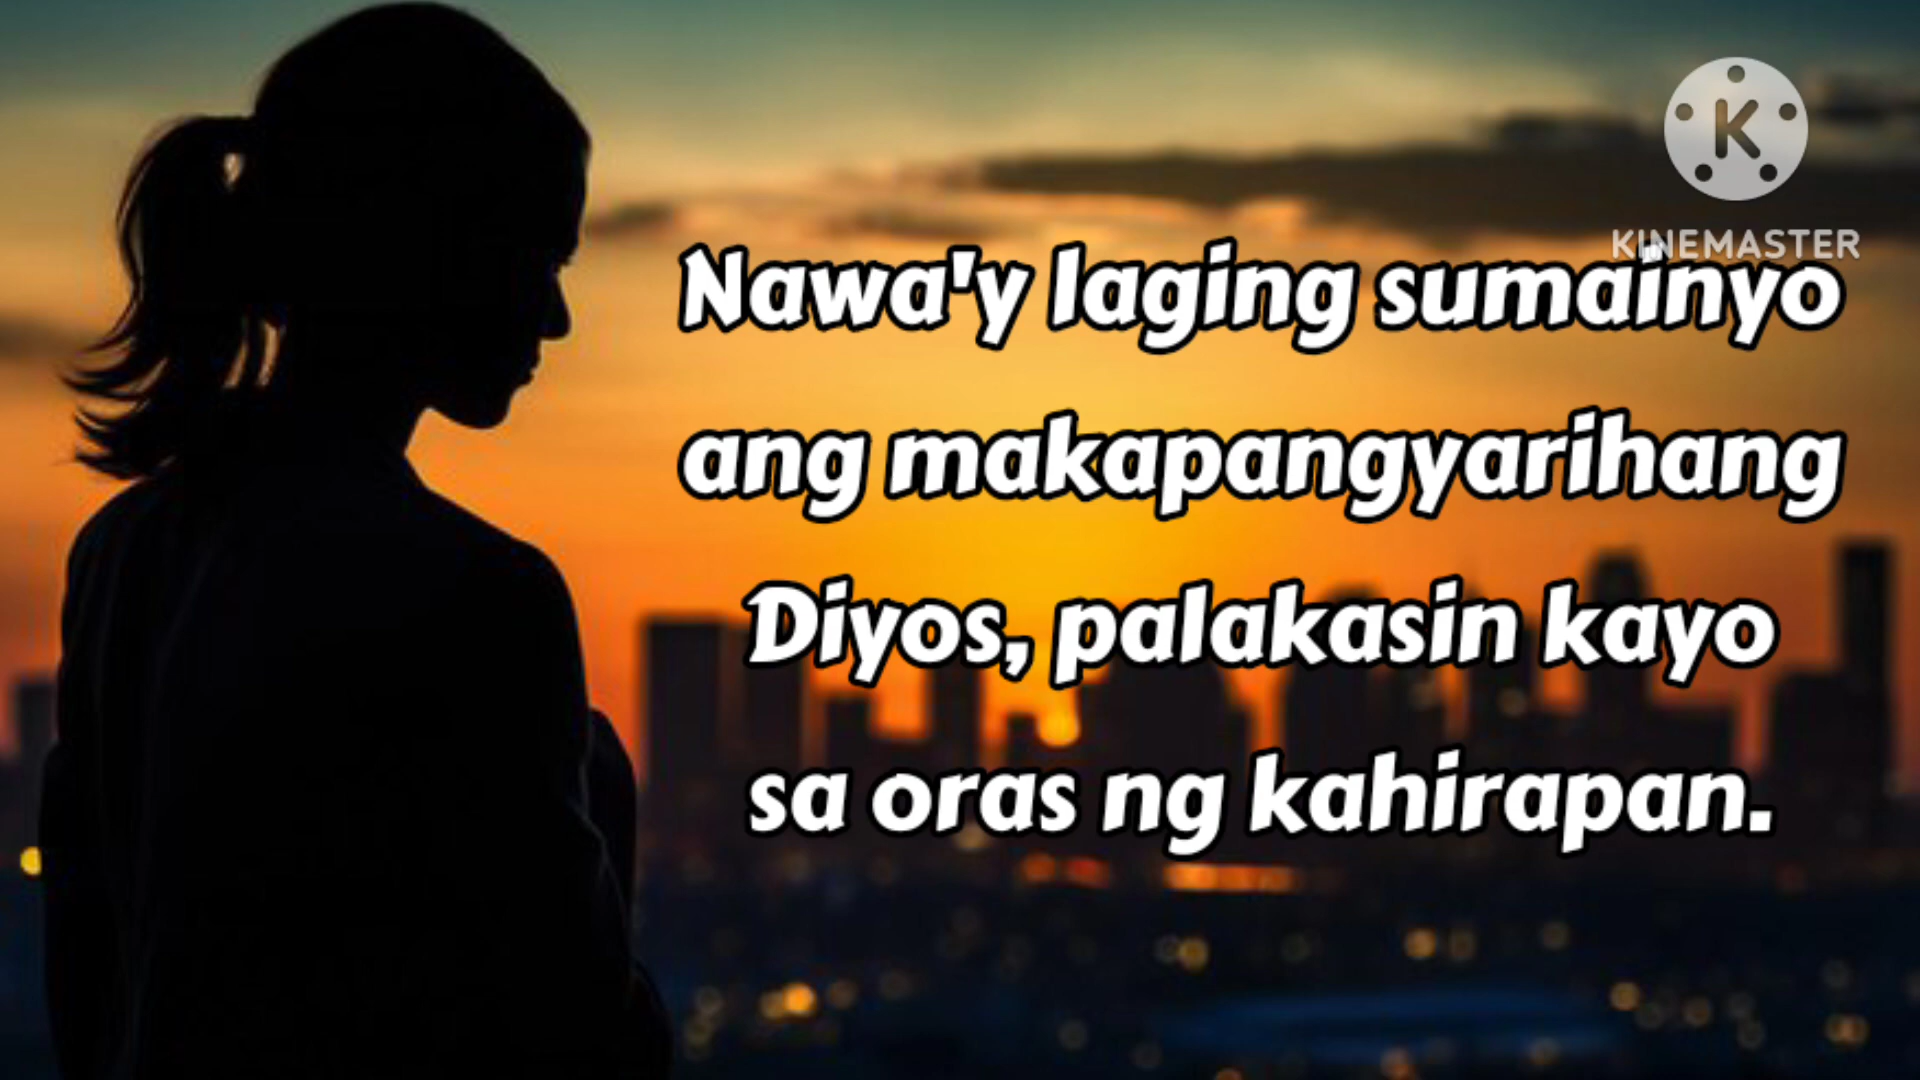 KINEMASTER
Nawa'y laging sumainyo
ang makapangyarihang
Diyos, palakasin kayo
sa oras ng kahirapan.